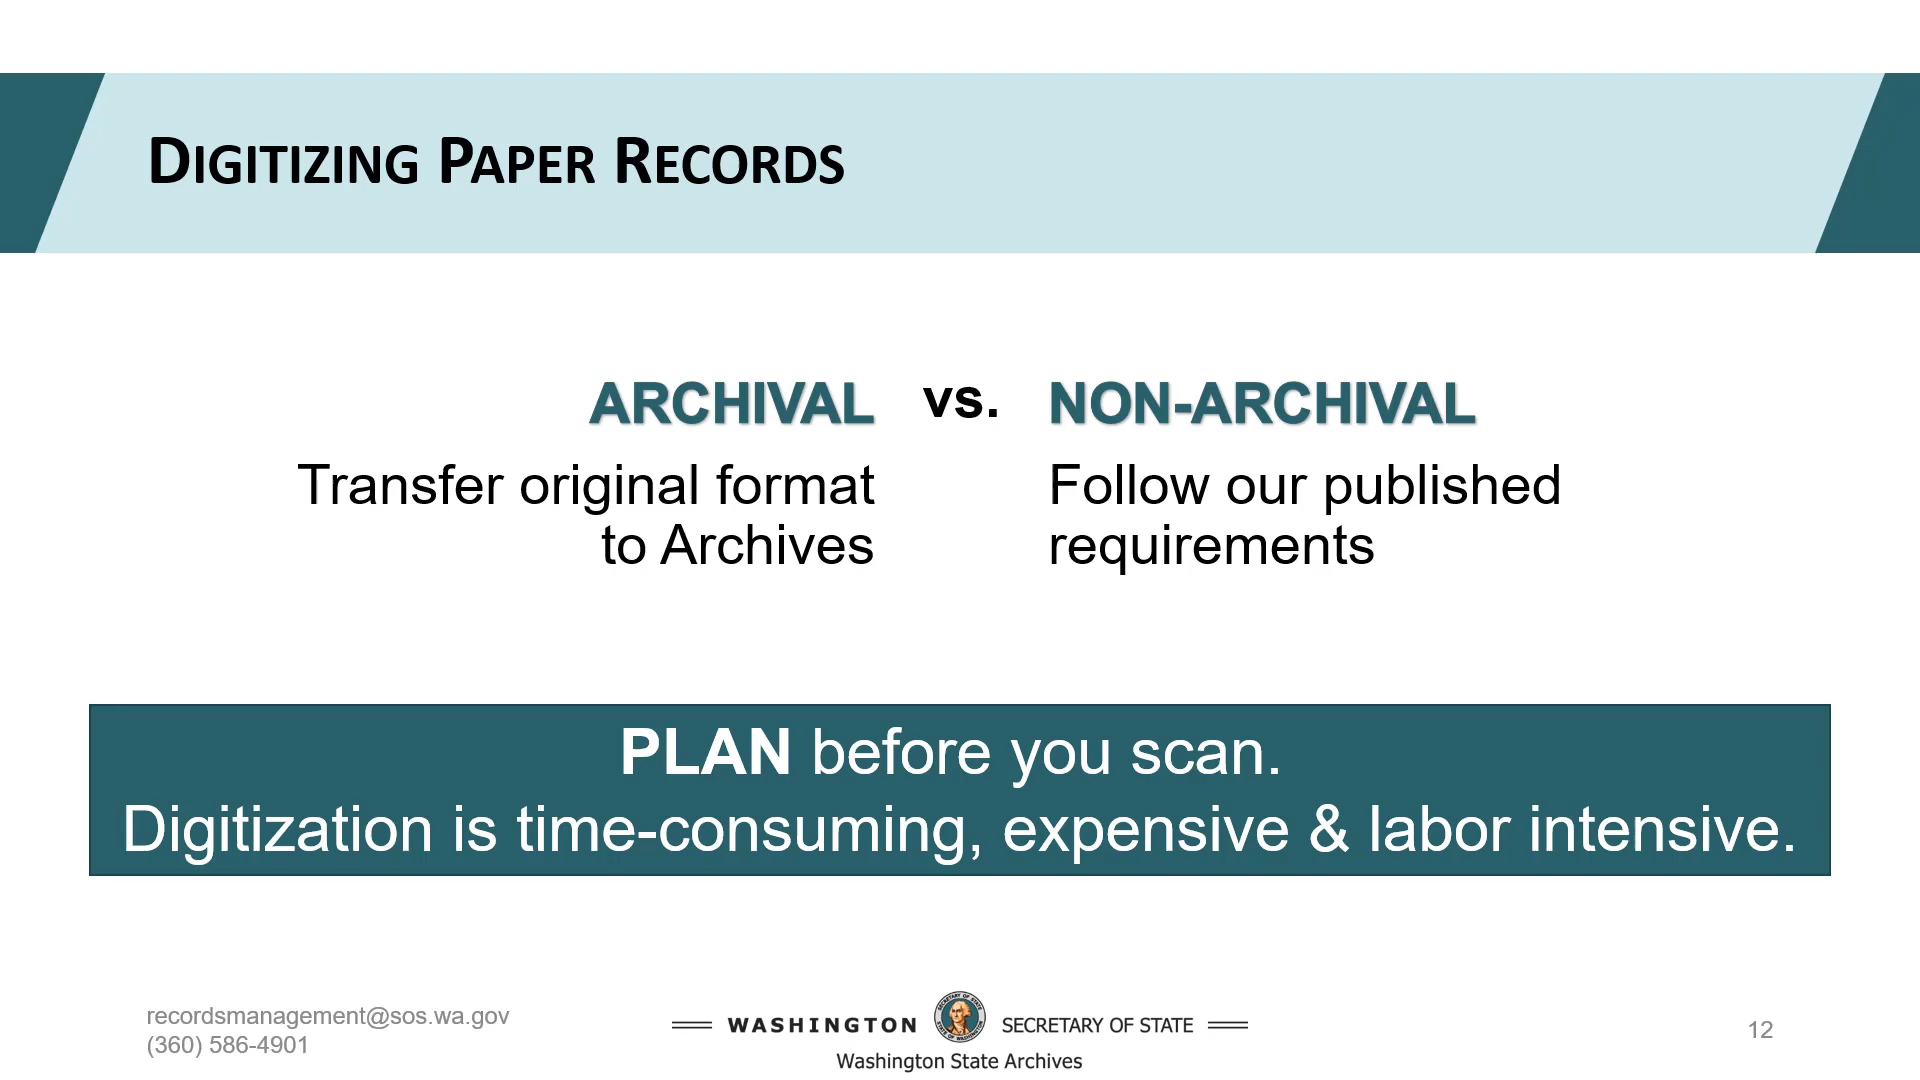 DIGITIZING PAPER RECORDS
ARCHIVAL vs. NON-ARCHIVAL
Transfer original format
to Archives
Follow our published
requirements
PLAN before you scan.
Digitization is time-consuming, expensive & labor intensive.
recordsmanagement@sos.wa.gov
(360) 586-4901
WASHINGTON SECRETARY OF STATE
Washington State Archives
12